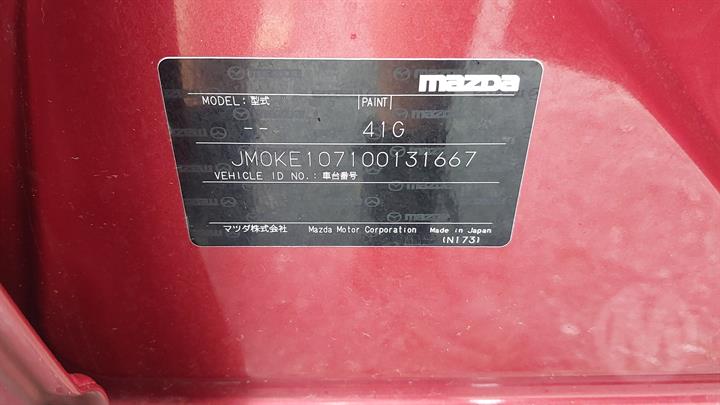 mazda
MODEL: 型式 PAINT
-- 41G
JM0KE107100131667
VEHICLE ID NO.: 車台番号
マツダ株式会社 Mazda Motor Corporation Made in Japan
(N173)